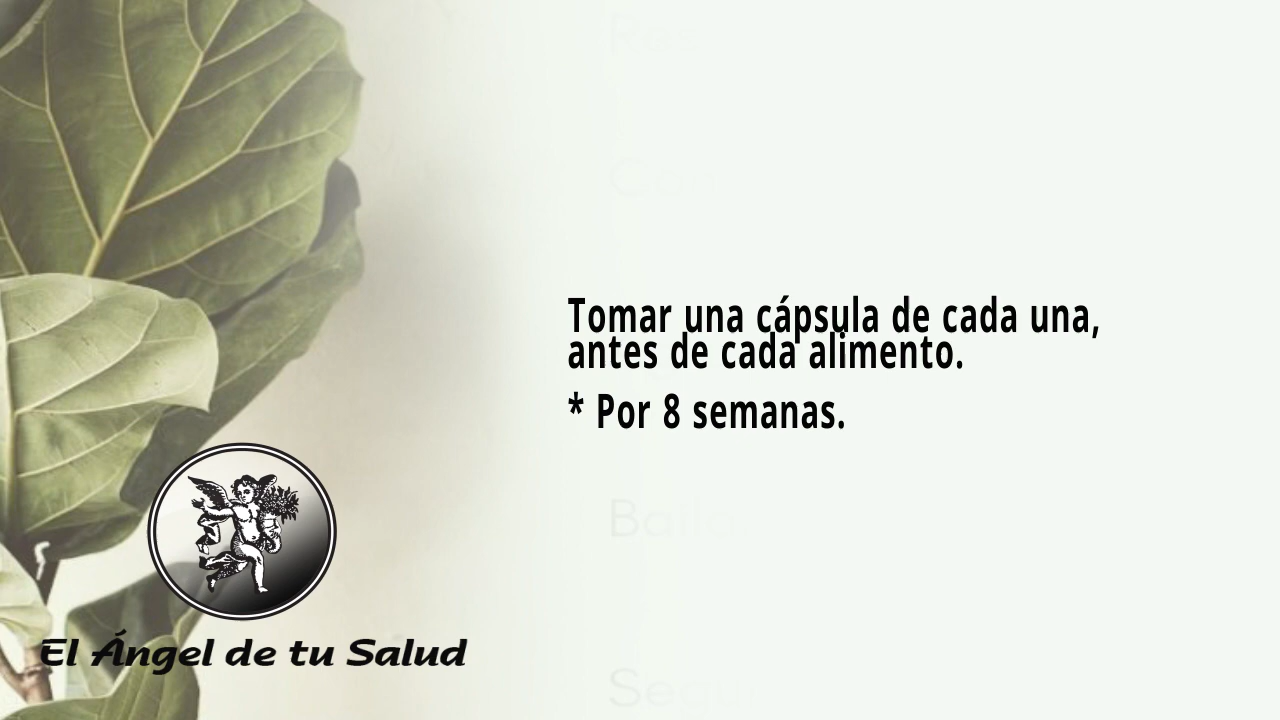 Tomar una cápsula de cada una,
antes de cada alimento.
* Por 8 semanas.
El Ángel de tu Salud